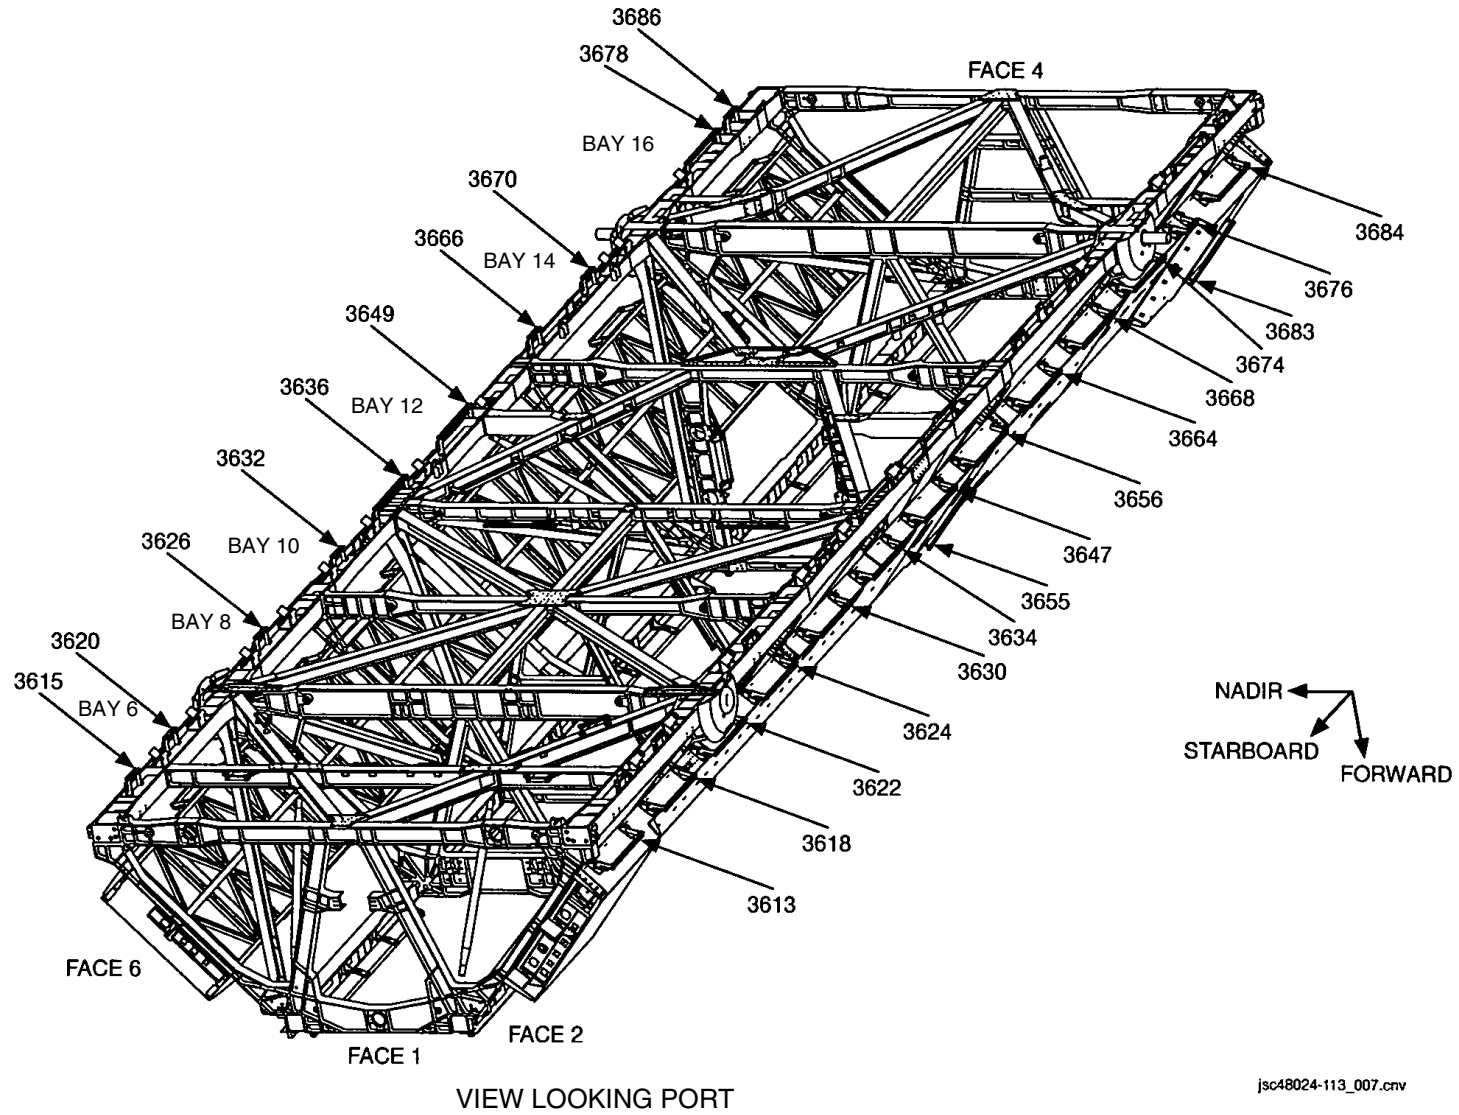 3686
3678
FACE 4
BAY 16
3670
3684
3666
BAY 14
3676
3649
3683
3674
3636
BAY 12
3668
3664
3632
3656
3626
BAY 10
3647
3655
3620
BAY 8
3634
3630
3615
BAY 6
NADIR
3624
STARBOARD
FORWARD
3622
3618
3613
FACE 6
FACE 2
FACE 1
VIEW LOOKING PORT
jsc48024-113_007.cnv